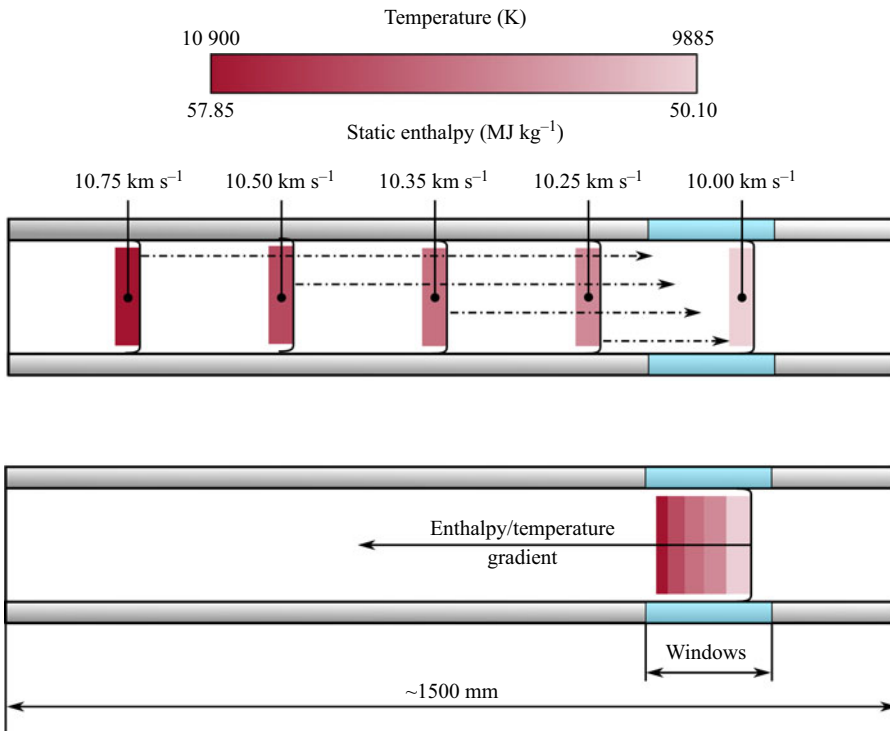 Temperature (K)
10 900 9885
57.85 50.10
Static enthalpy (MJ kg⁻¹)
10.75 km s⁻¹ 10.50 km s⁻¹ 10.35 km s⁻¹ 10.25 km s⁻¹ 10.00 km s⁻¹
Enthalpy/temperature
gradient
Windows
~1500 mm